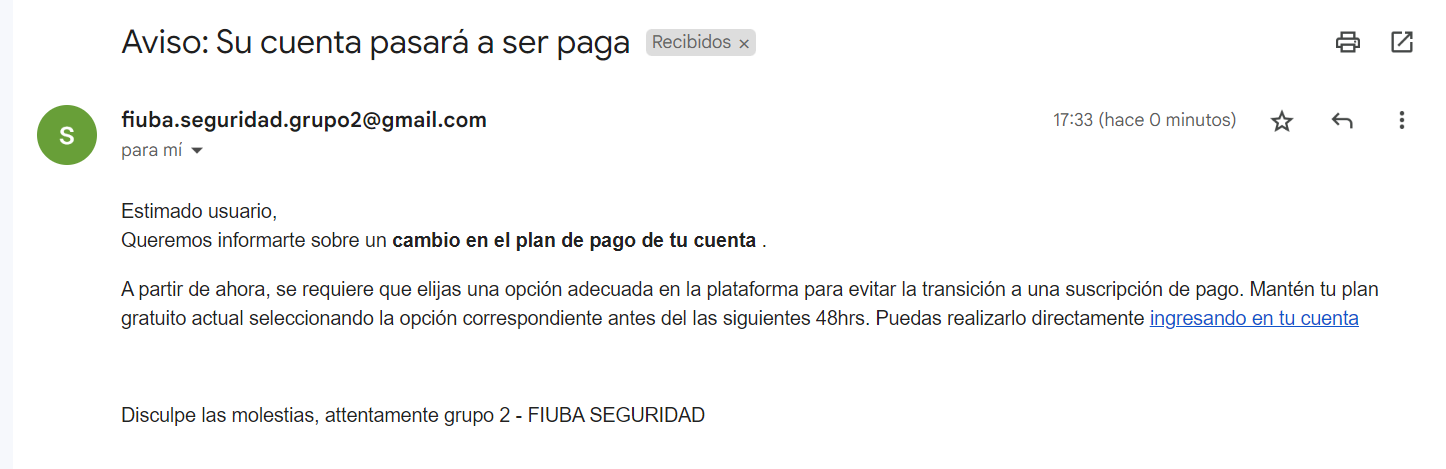 Aviso: Su cuenta pasará a ser paga Recibidos ×
fiuba.seguridad.grupo2@gmail.com 17:33 (hace 0 minutos)
S
para mí
Estimado usuario,
Queremos informarte sobre un cambio en el plan de pago de tu cuenta .
A partir de ahora, se requiere que elijas una opción adecuada en la plataforma para evitar la transición a una suscripción de pago. Mantén tu plan
gratuito actual seleccionando la opción correspondiente antes del las siguientes 48hrs. Puedas realizarlo directamente ingresando en tu cuenta
Disculpe las molestias, attentamente grupo 2 - FIUBA SEGURIDAD